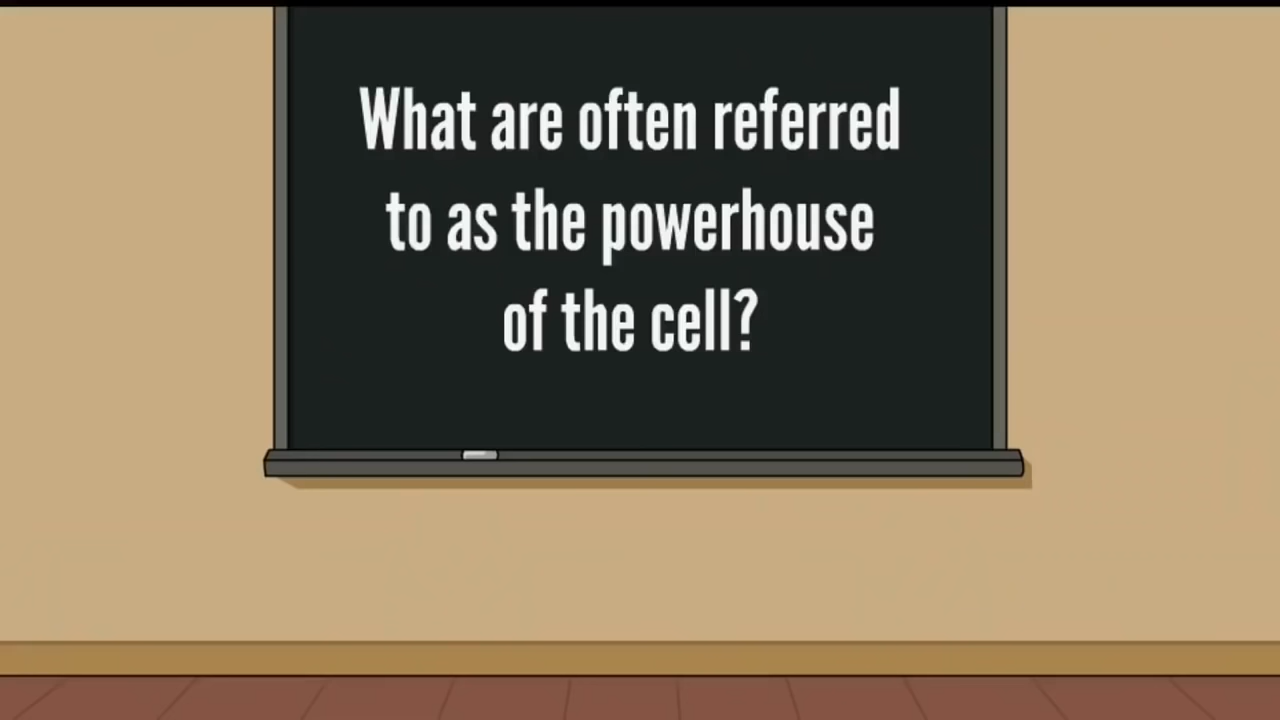 What are often referred
to as the powerhouse
of the cell?